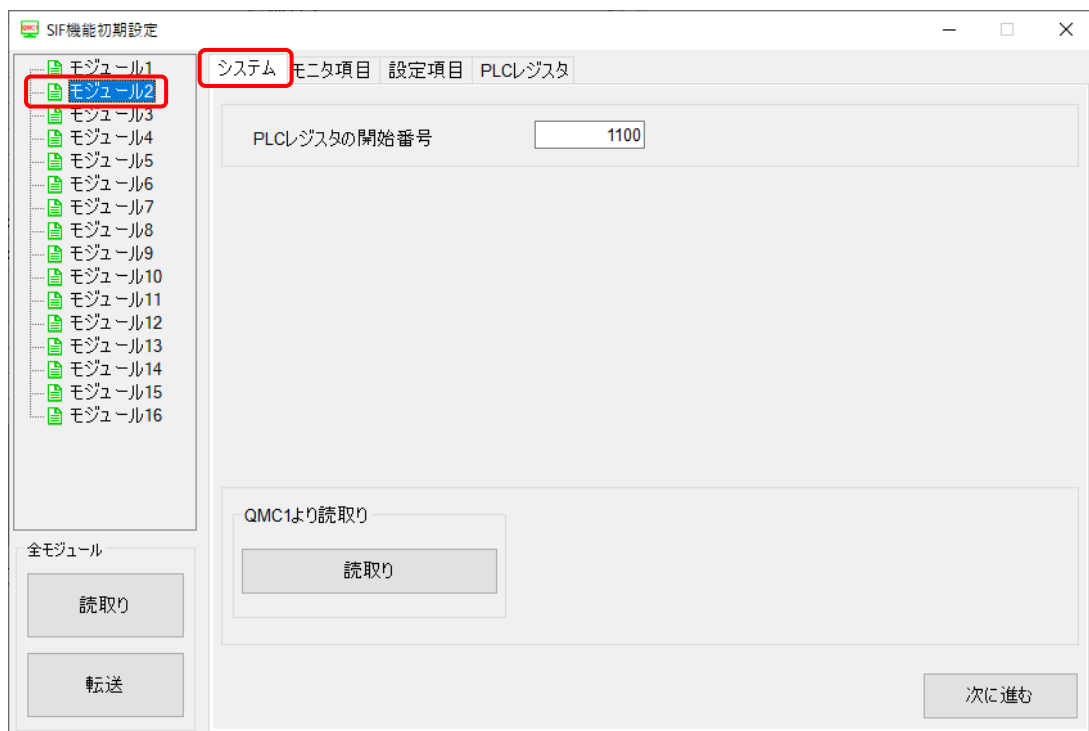 QMC1 SIF機能初期設定
モジュール1
モジュール2
モジュール3
モジュール4
モジュール5
モジュール6
モジュール7
モジュール8
モジュール9
モジュール10
モジュール11
モジュール12
モジュール13
モジュール14
モジュール15
モジュール16
全モジュール
読取り
転送
システム モニタ項目 設定項目 PLCレジスタ
PLCレジスタの開始番号 1100
QMC1より読取り
読取り
次に進む